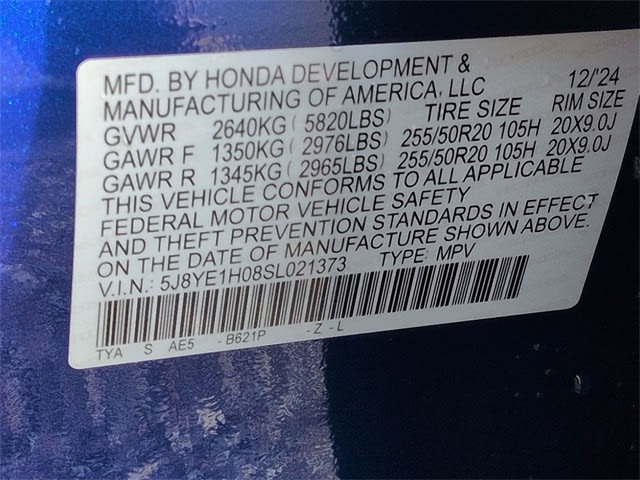 MFD. BY HONDA DEVELOPMENT &
MANUFACTURING OF AMERICA, LLC 12/'24
GVWR 2640KG ( 5820LBS) TIRE SIZE RIM SIZE
GAWR F 1350KG ( 2976LBS) 255/50R20 105H 20X9.0J
GAWR R 1345KG ( 2965LBS) 255/50R20 105H 20X9.0J
THIS VEHICLE CONFORMS TO ALL APPLICABLE
FEDERAL MOTOR VEHICLE SAFETY
AND THEFT PREVENTION STANDARDS IN EFFECT
ON THE DATE OF MANUFACTURE SHOWN ABOVE.
V.I.N.: 5J8YE1H08SL021373 TYPE: MPV
TYA S AE5 - B621P - Z - L